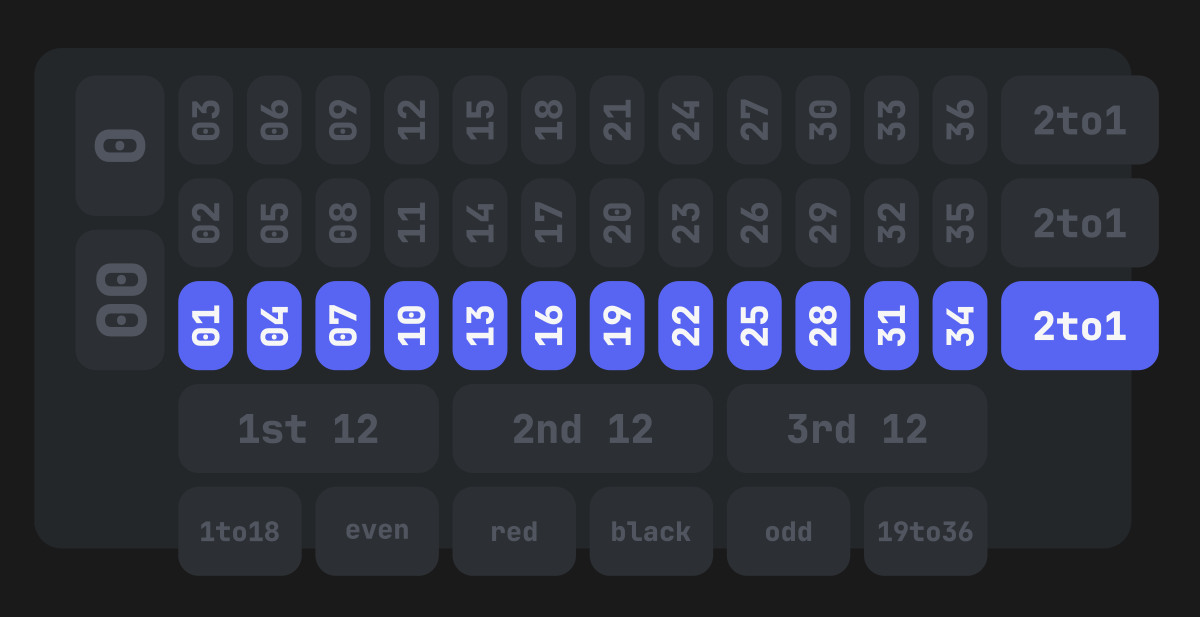 0 03 06 09 12 15 18 21 24 27 30 33 36 2to1
00 02 05 08 11 14 17 20 23 26 29 32 35 2to1
01 04 07 10 13 16 19 22 25 28 31 34 2to1
1st 12 2nd 12 3rd 12
1to18 even red black odd 19to36